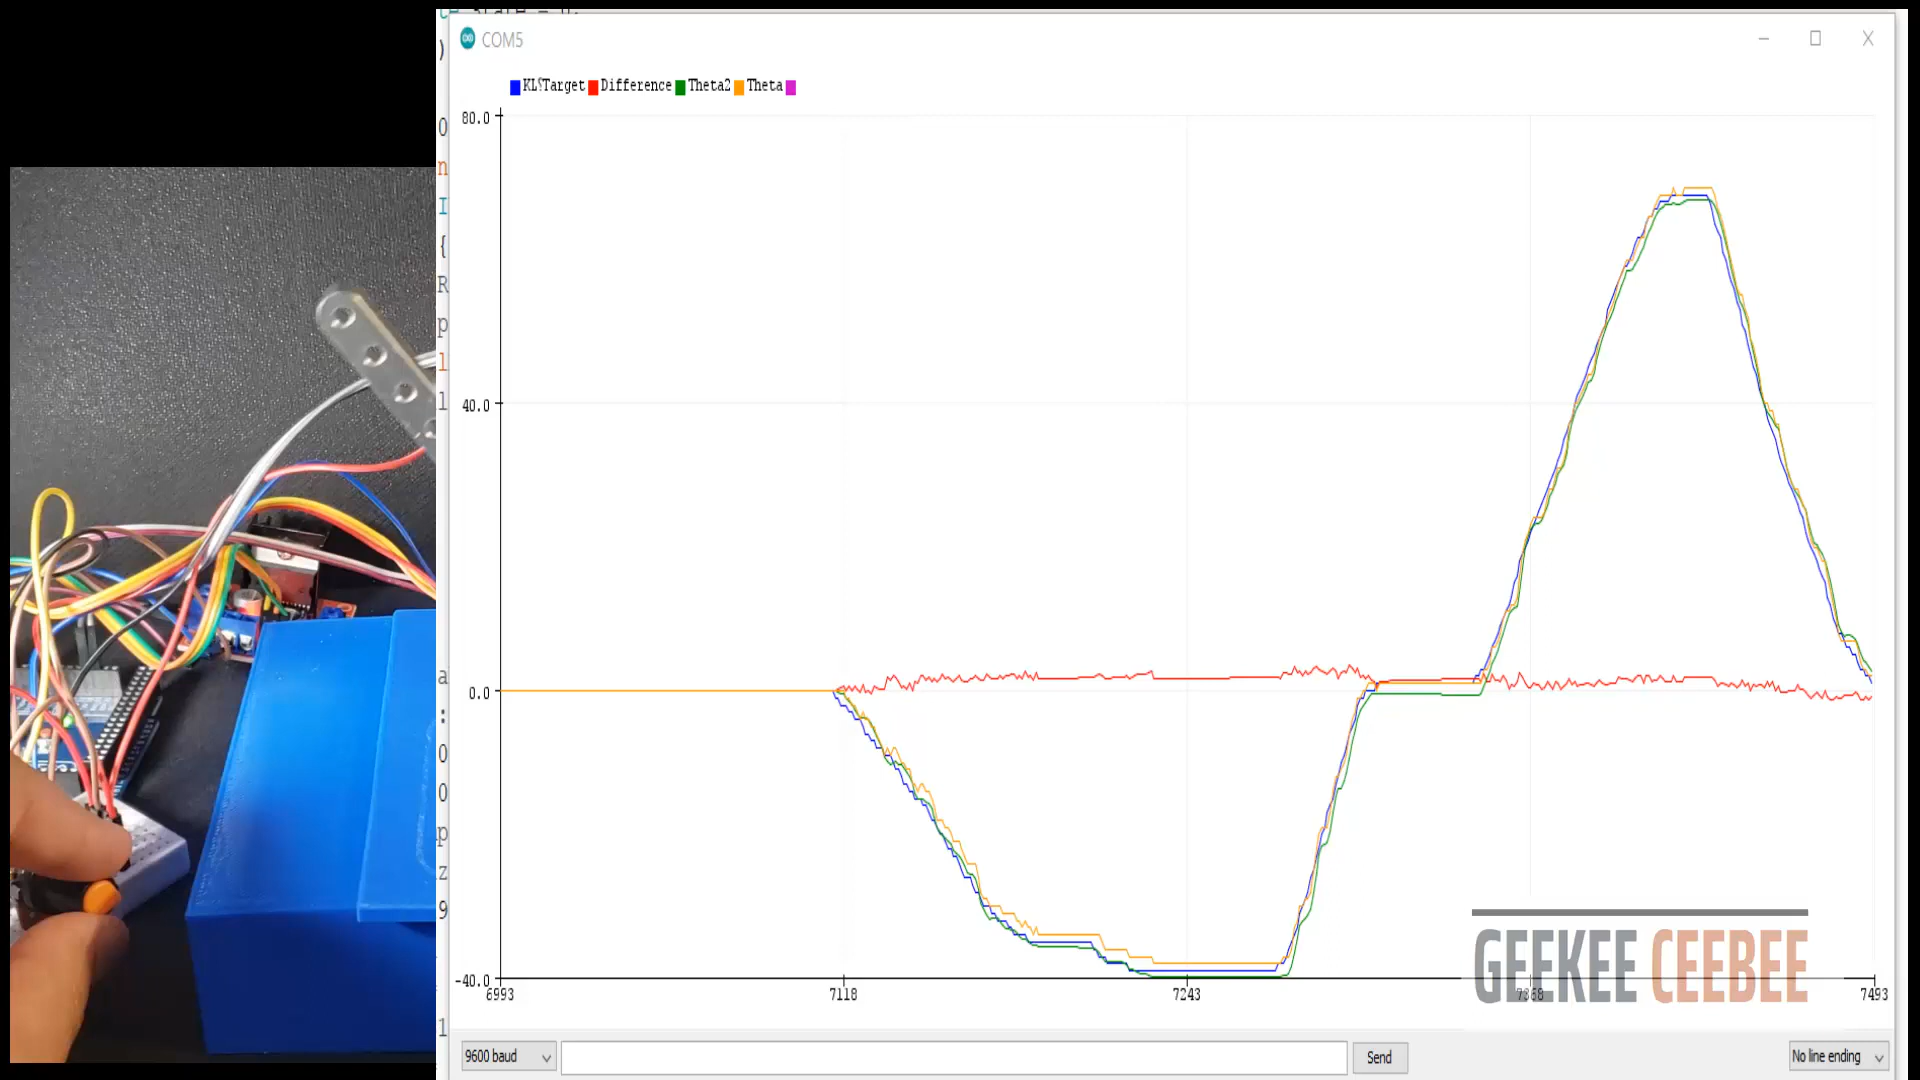 COM5
Target Difference Theta2 Theta
80.0
40.0
0.0
-40.0
6993 7118 7243 7368 7493
GEEKEE CEEBEE
9600 baud Send No line ending